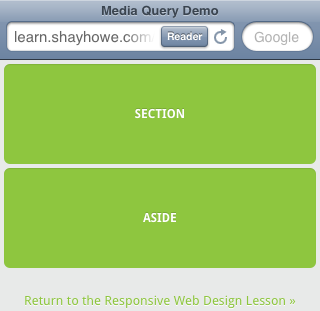 Media Query Demo
learn.shayhowe.com/ Reader Google
SECTION
ASIDE
Return to the Responsive Web Design Lesson »